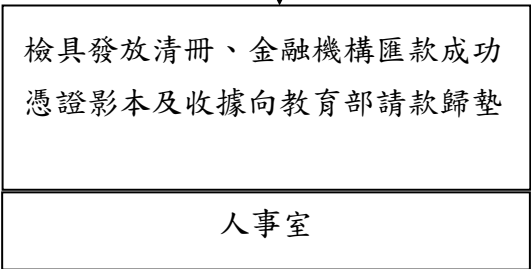 檢具發放清冊、金融機構匯款成功
憑證影本及收據向教育部請款歸墊
人事室